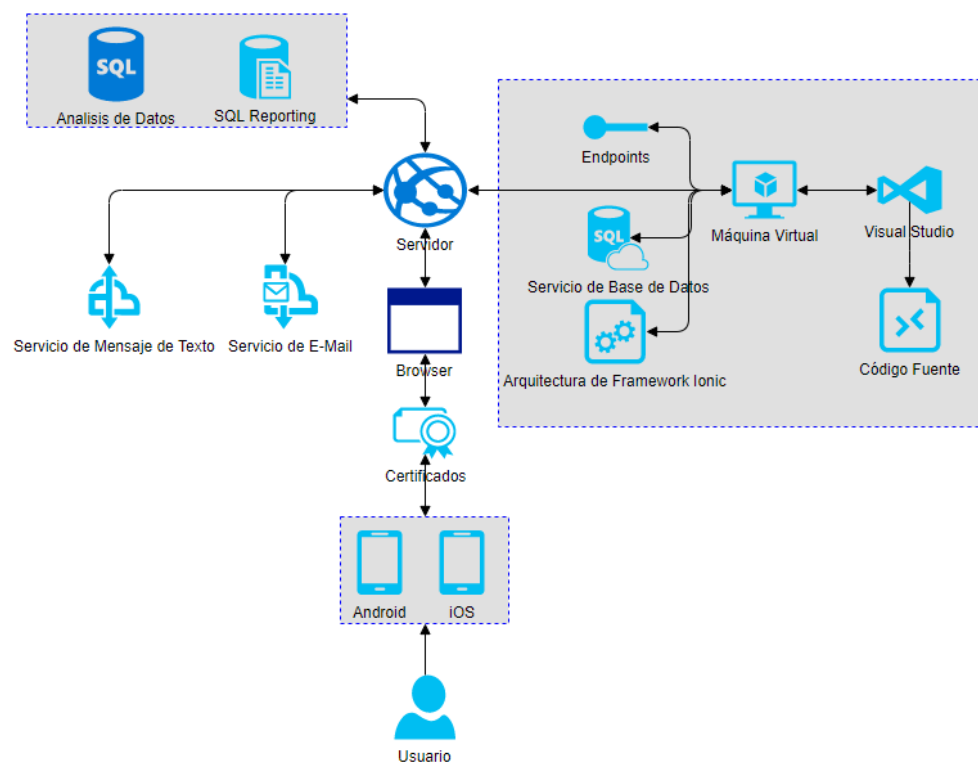 SQL
Analisis de Datos
SQL Reporting
Endpoints
Servidor
SQL
Servicio de Base de Datos
Máquina Virtual
Visual Studio
Servicio de Mensaje de Texto
Servicio de E-Mail
Browser
Arquitectura de Framework Ionic
Código Fuente
Certificados
Android
iOS
Usuario